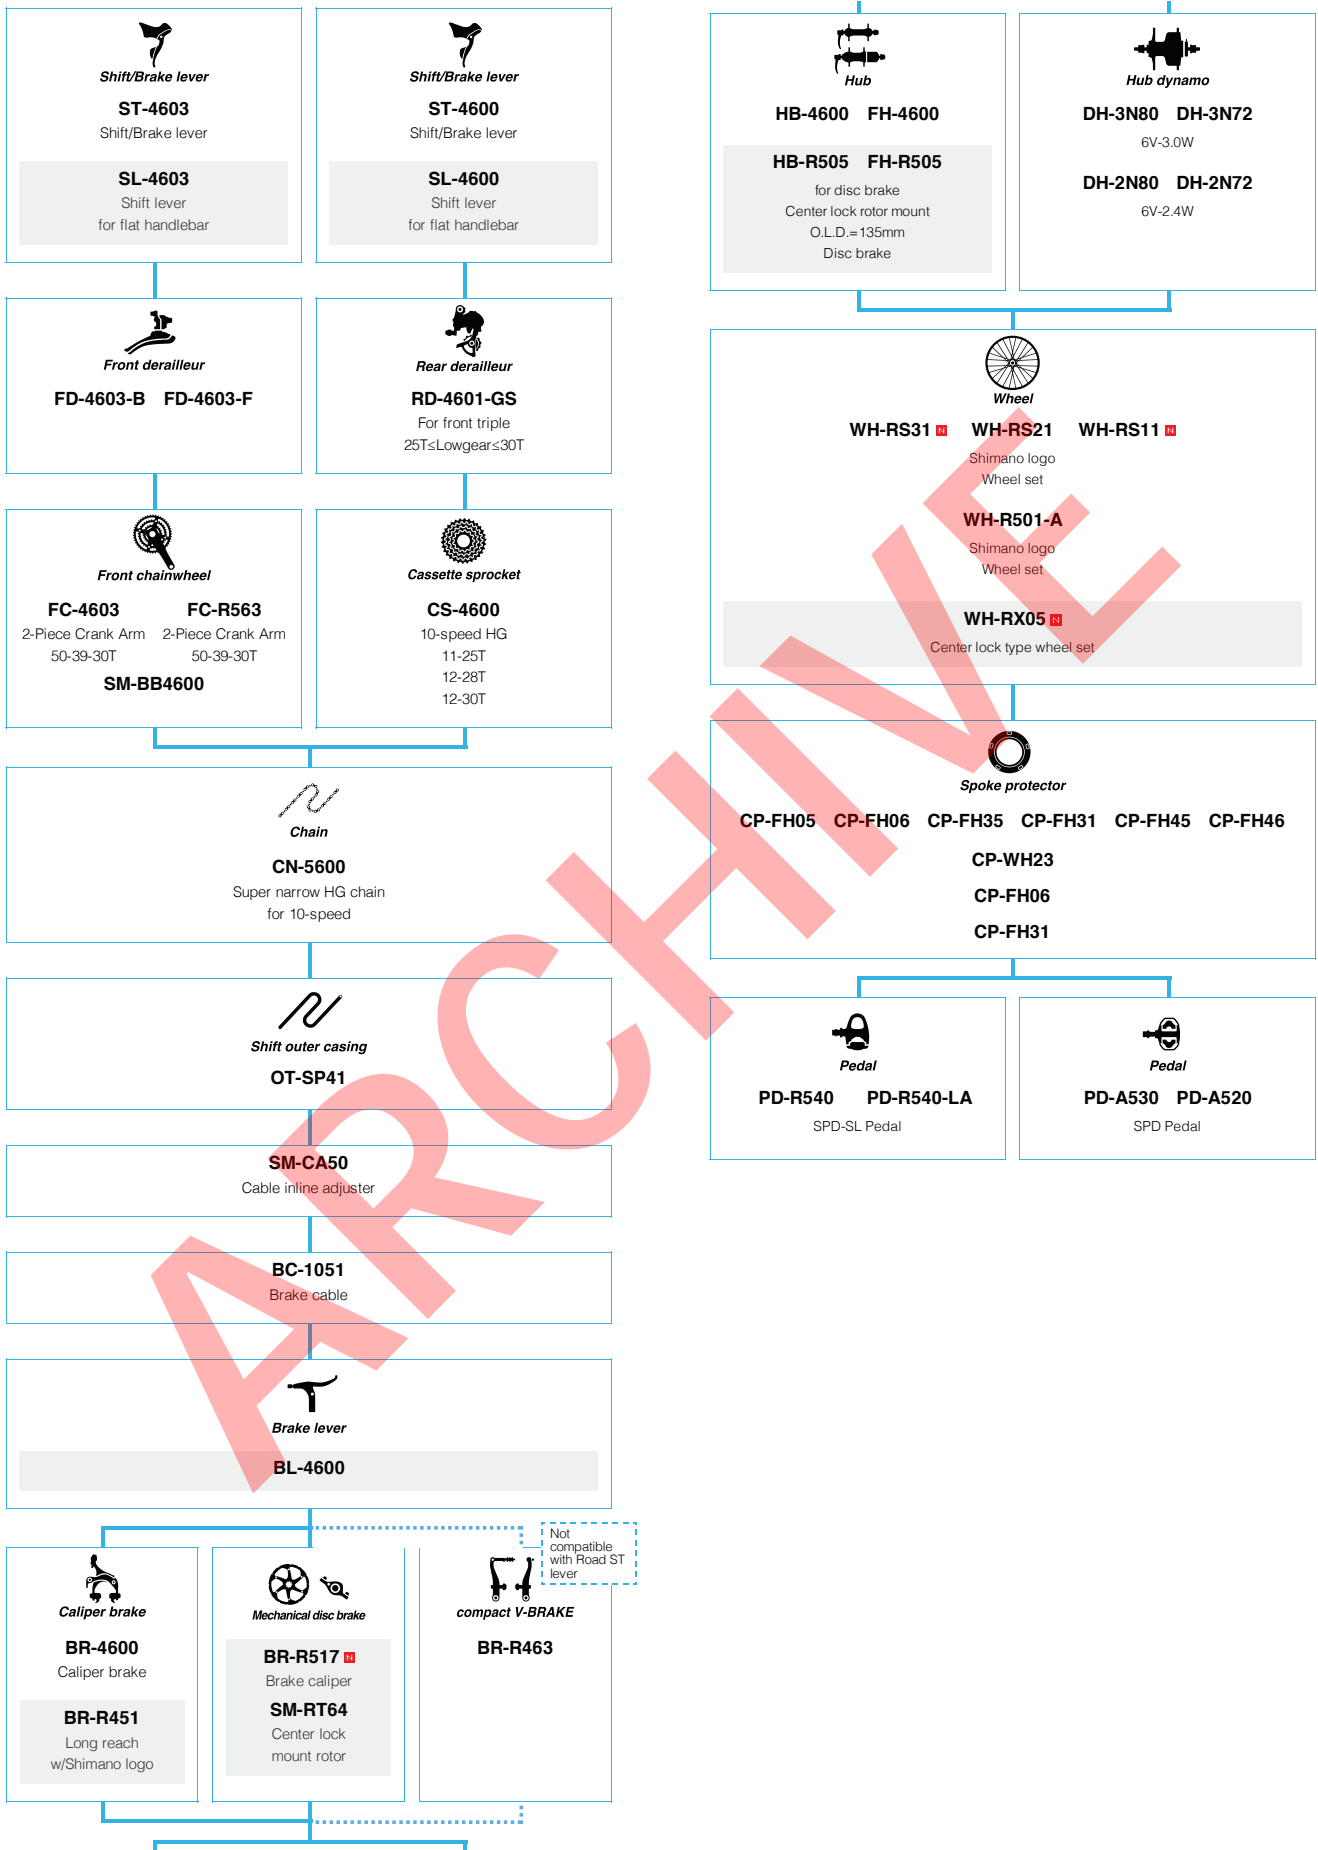 Shift/Brake lever
ST-4603
Shift/Brake lever
SL-4603
Shift lever
for flat handlebar
Shift/Brake lever
ST-4600
Shift/Brake lever
SL-4600
Shift lever
for flat handlebar
Front derailleur
FD-4603-B FD-4603-F
Rear derailleur
RD-4601-GS
For front triple
25T≤Lowgear≤30T
Front chainwheel
FC-4603 FC-R563
2-Piece Crank Arm 2-Piece Crank Arm
50-39-30T 50-39-30T
SM-BB4600
Cassette sprocket
CS-4600
10-speed HG
11-25T
12-28T
12-30T
Chain
CN-5600
Super narrow HG chain
for 10-speed
Shift outer casing
OT-SP41
SM-CA50
Cable inline adjuster
BC-1051
Brake cable
Brake lever
BL-4600
Not
compatible
with Road ST
lever
Caliper brake
BR-4600
Caliper brake
BR-R451
Long reach
w/Shimano logo
Mechanical disc brake
BR-R517 N
Brake caliper
SM-RT64
Center lock
mount rotor
compact V-BRAKE
BR-R463
Hub
HB-4600 FH-4600
HB-R505 FH-R505
for disc brake
Center lock rotor mount
O.L.D.=135mm
Disc brake
Hub dynamo
DH-3N80 DH-3N72
6V-3.0W
DH-2N80 DH-2N72
6V-2.4W
Wheel
WH-RS31 N WH-RS21 WH-RS11 N
Shimano logo
Wheel set
WH-R501-A
Shimano logo
Wheel set
WH-RX05 N
Center lock type wheel set
Spoke protector
CP-FH05 CP-FH06 CP-FH35 CP-FH31 CP-FH45 CP-FH46
CP-WH23
CP-FH06
CP-FH31
Pedal
PD-R540 PD-R540-LA
SPD-SL Pedal
Pedal
PD-A530 PD-A520
SPD Pedal
ARCHIVE